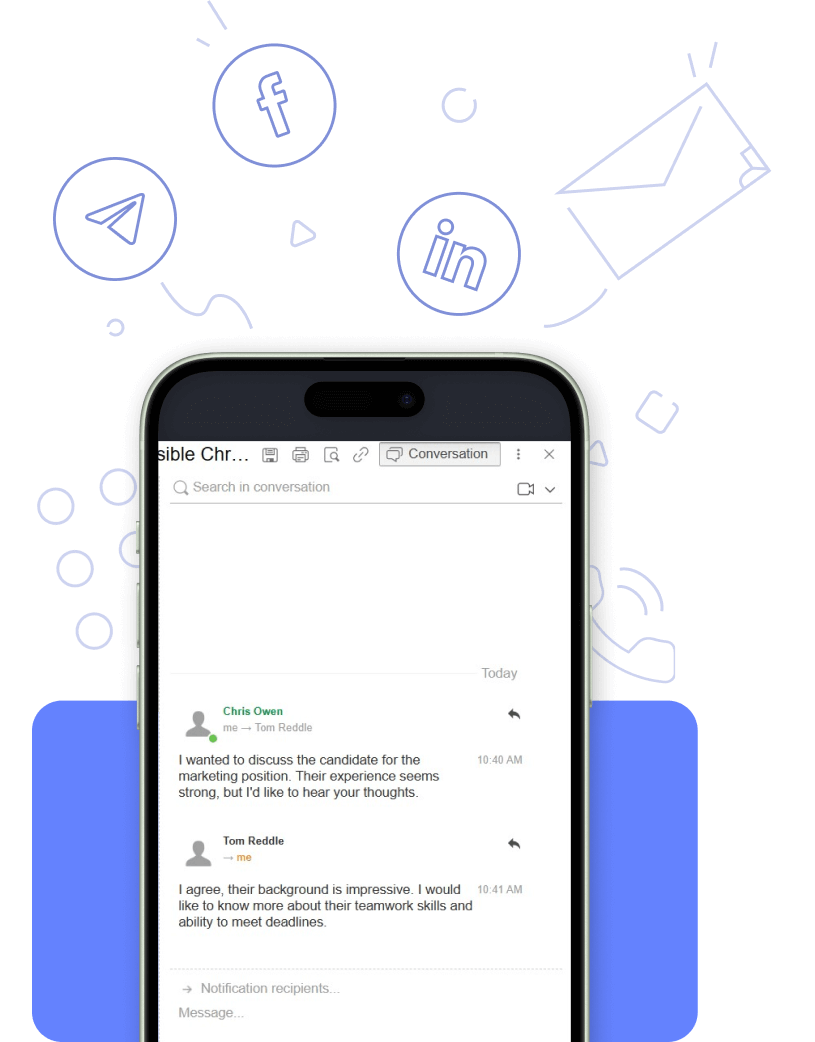 f
in
sible Chr...
Conversation
Search in conversation
Today
Chris Owen
me → Tom Reddle
I wanted to discuss the candidate for the
10:40 AM
marketing position. Their experience seems
strong, but I'd like to hear your thoughts.
Tom Reddle
→ me
I agree, their background is impressive. I would
10:41 AM
like to know more about their teamwork skills and
ability to meet deadlines.
→ Notification recipients...
Message...